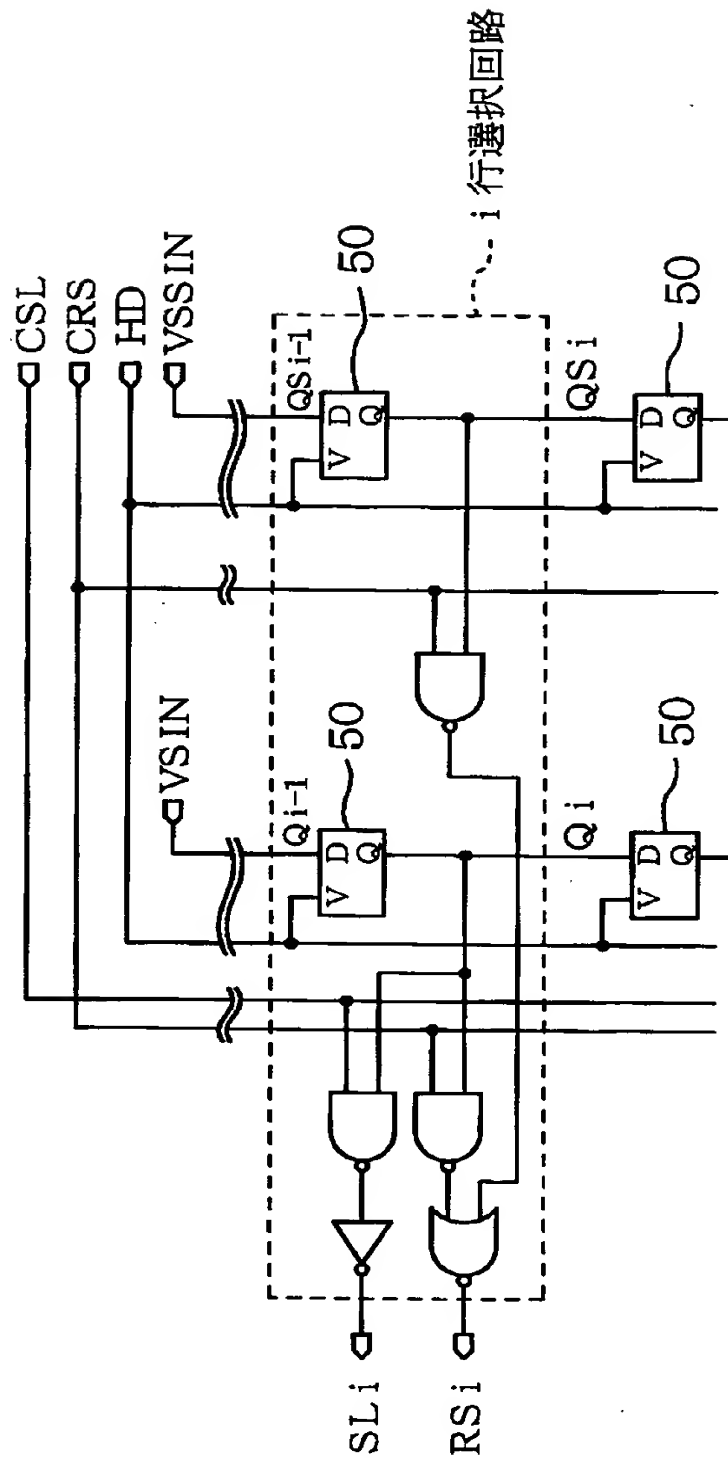 CSL
CRS
HD
VSSIN
VSIN
i 行選択回路
QSi-1
50
V D
Q
Qi-1
50
V D
Q
QSi
50
V D
Q
Qi
50
V D
Q
SLi
RSi